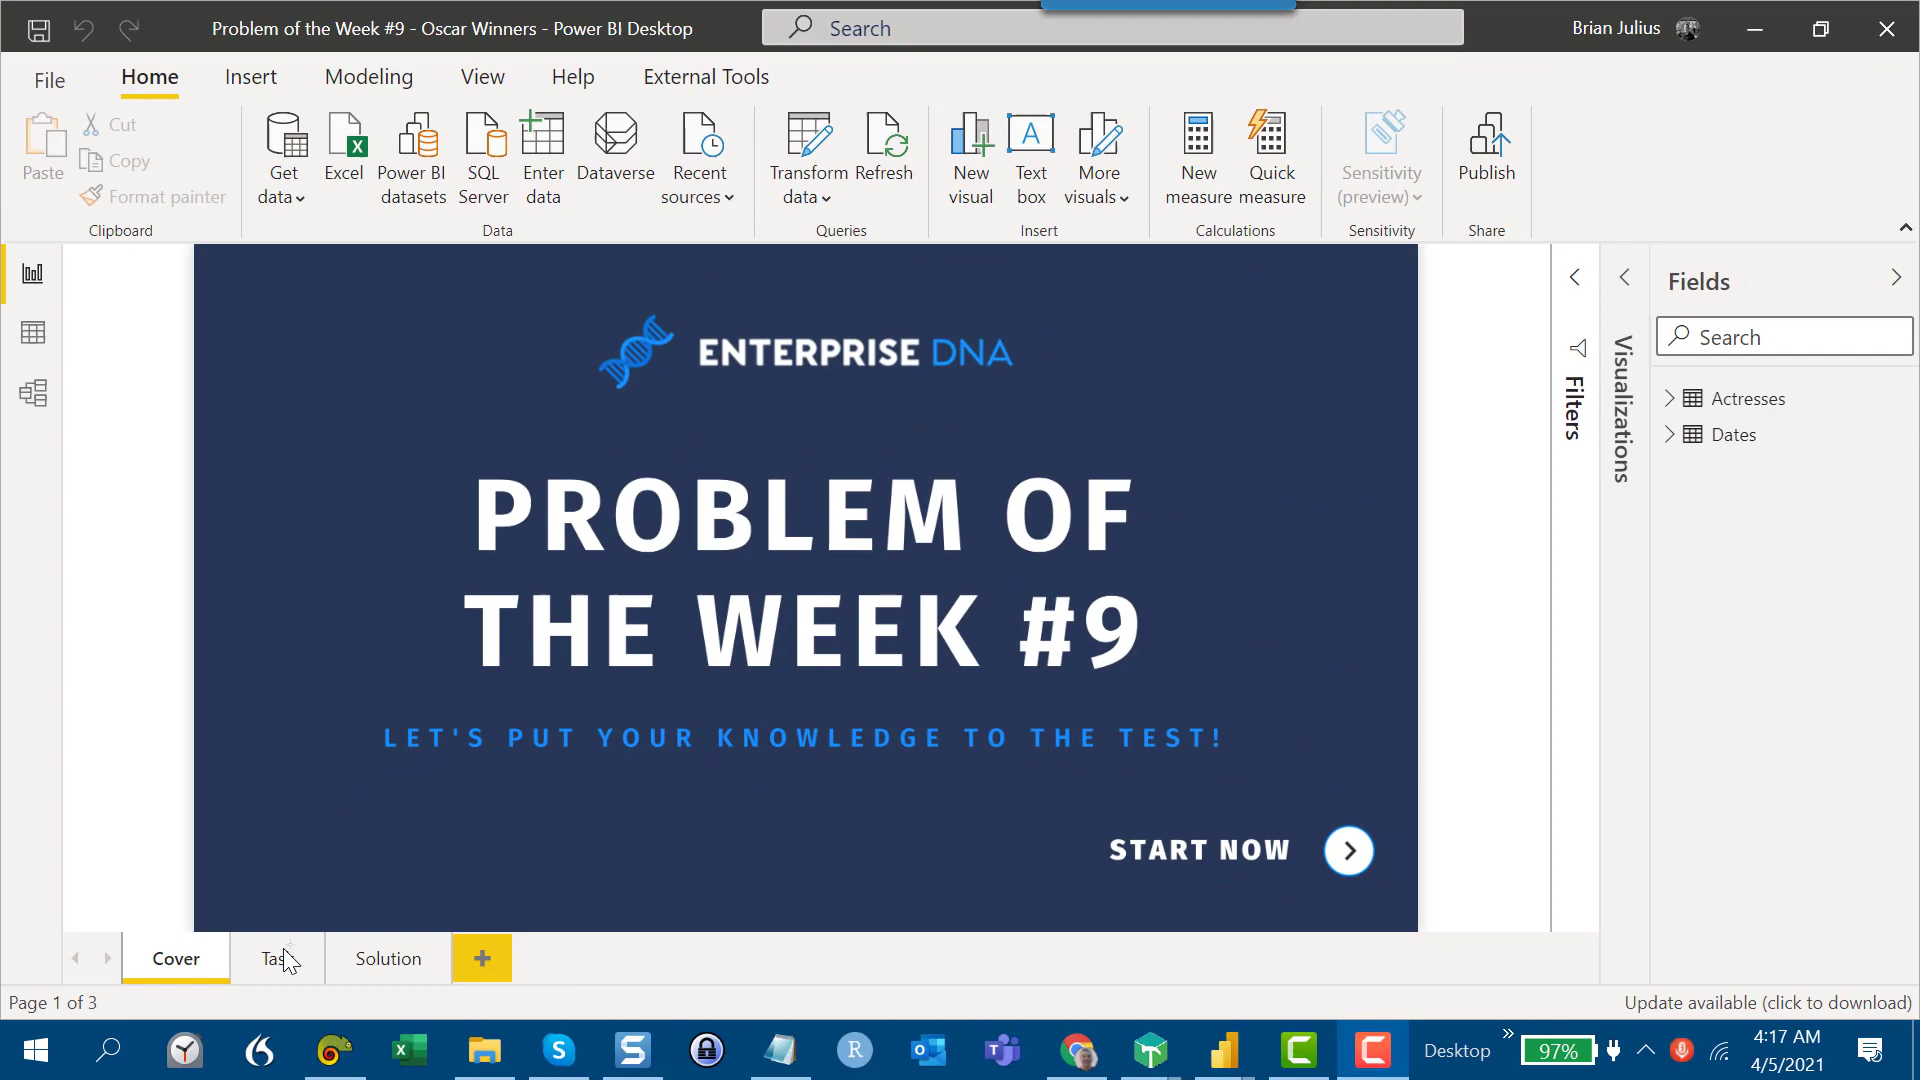 Problem of the Week #9 - Oscar Winners - Power BI Desktop
Search
Brian Julius
File
Home
Insert
Modeling
View
Help
External Tools
Paste
Cut
Copy
Format painter
Clipboard
Get data
Excel
Power BI datasets
SQL Server
Enter data
Dataverse
Recent sources
Data
Transform data
Refresh
Queries
New visual
Text box
More visuals
Insert
New measure
Quick measure
Calculations
Sensitivity (preview)
Sensitivity
Publish
Share
ENTERPRISE DNA
PROBLEM OF
THE WEEK #9
LET'S PUT YOUR KNOWLEDGE TO THE TEST!
START NOW
Filters
Visualizations
Fields
Search
Actresses
Dates
Cover
Solution
Page 1 of 3
Update available (click to download)
Desktop
97%
4:17 AM
4/5/2021